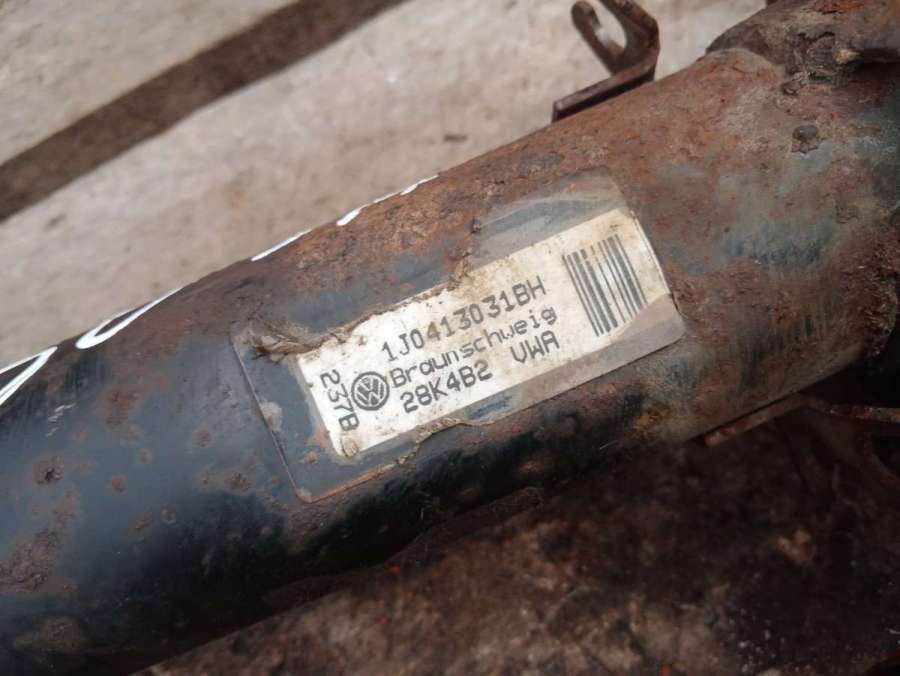 1J0413031BH
Braunschweig
28K4B2 VWA
237B